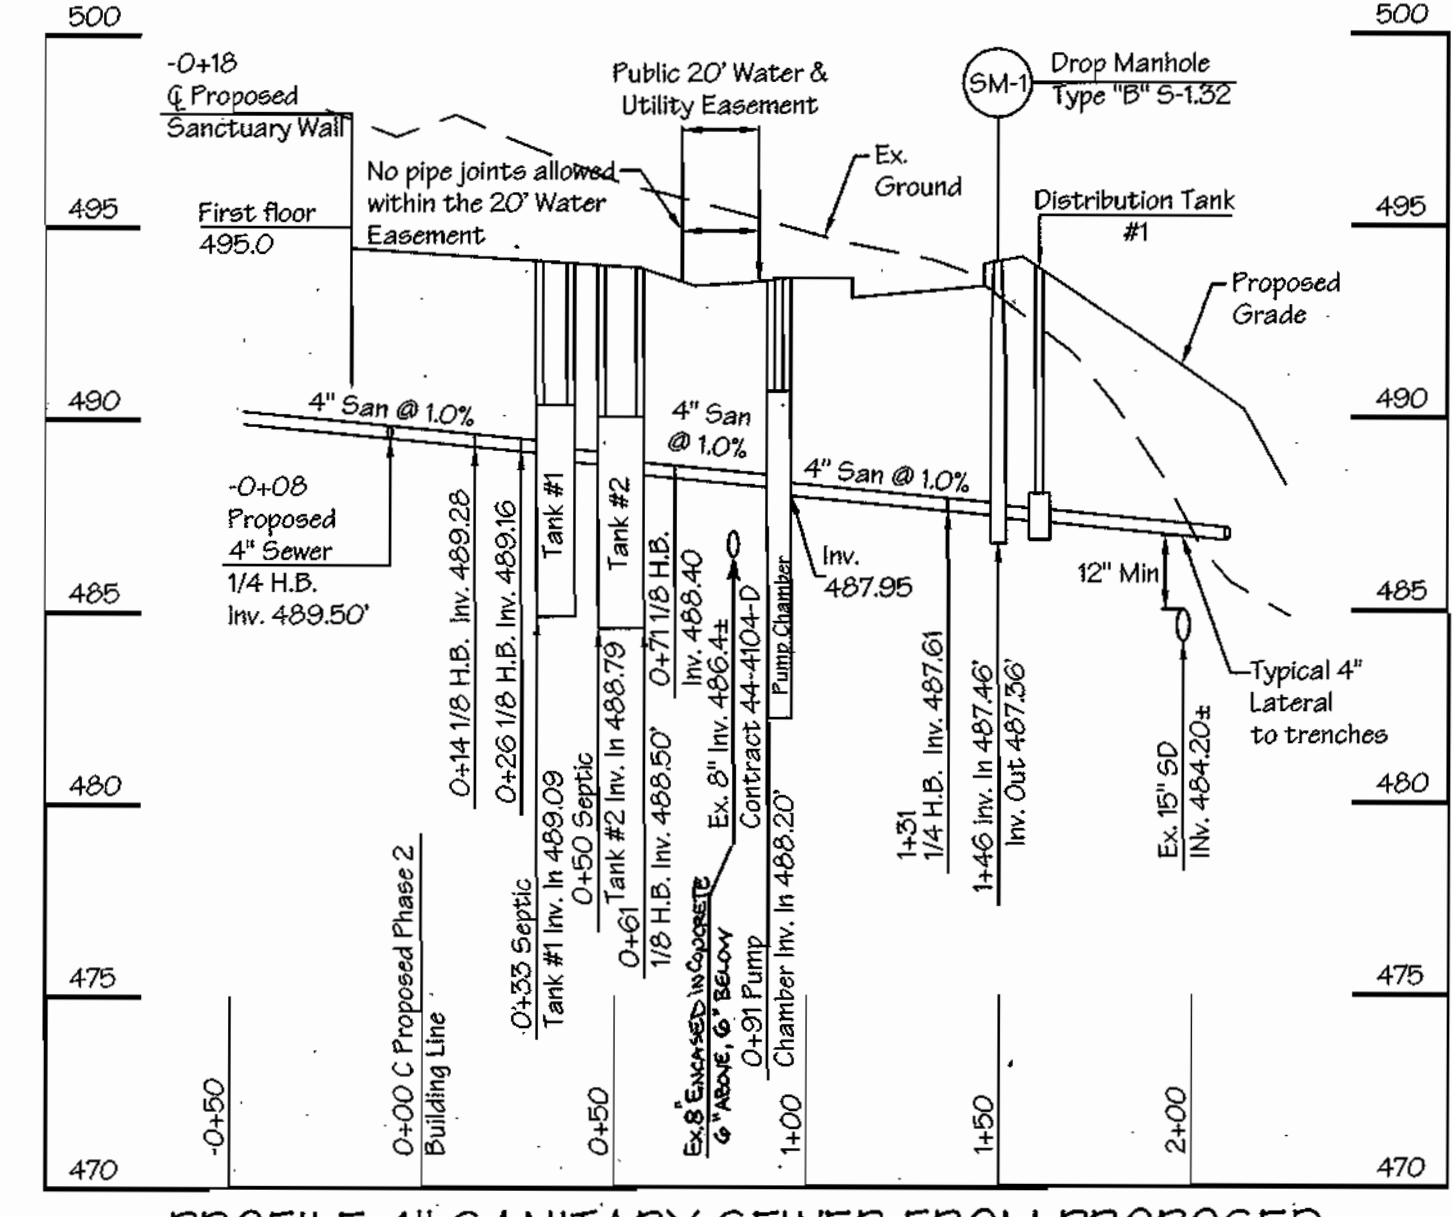 500
500
-0+18
℄ Proposed
Sanctuary Wall
Public 20' Water &
Utility Easement
SM-1
Drop Manhole
Type "B" S-1.32
No pipe joints allowed
within the 20' Water
Easement
Ex.
Ground
495
First floor
495.0
Distribution Tank
#1
495
Proposed
Grade
490
4" San @ 1.0%
4" San
@ 1.0%
4" San @ 1.0%
490
-0+08
Proposed
4" Sewer
1/4 H.B.
Inv. 489.50'
0+14 1/8 H.B. Inv. 489.28
0+26 1/8 H.B. Inv. 489.16
Tank #1
Tank #2
0+71 1/8 H.B.
Inv. 488.40
Ex. 8" Inv. 486.4±
Contract 44-4104-D
Pump Chamber
Inv.
487.95
12" Min
485
485
1+31
1/4 H.B. Inv. 487.61
1+46 Inv. In 487.46'
Inv. Out 487.36'
Ex. 15" SD
INv. 484.20±
Typical 4"
Lateral
to trenches
480
480
0+33 Septic
Tank #1 Inv. In 489.09
0+50 Septic
Tank #2 Inv. In 488.79
0+61
1/8 H.B. Inv. 488.50'
Ex. 8" ENCASED IN CONCRETE
6" ABOVE, 6" BELOW
0+91 Pump
Chamber Inv. In 488.20'
475
475
-0+50
0+00 C Proposed Phase 2
Building Line
0+50
1+00
1+50
2+00
470
470
PROFILE 4" SANITARY SEWER FROM PROPOSED